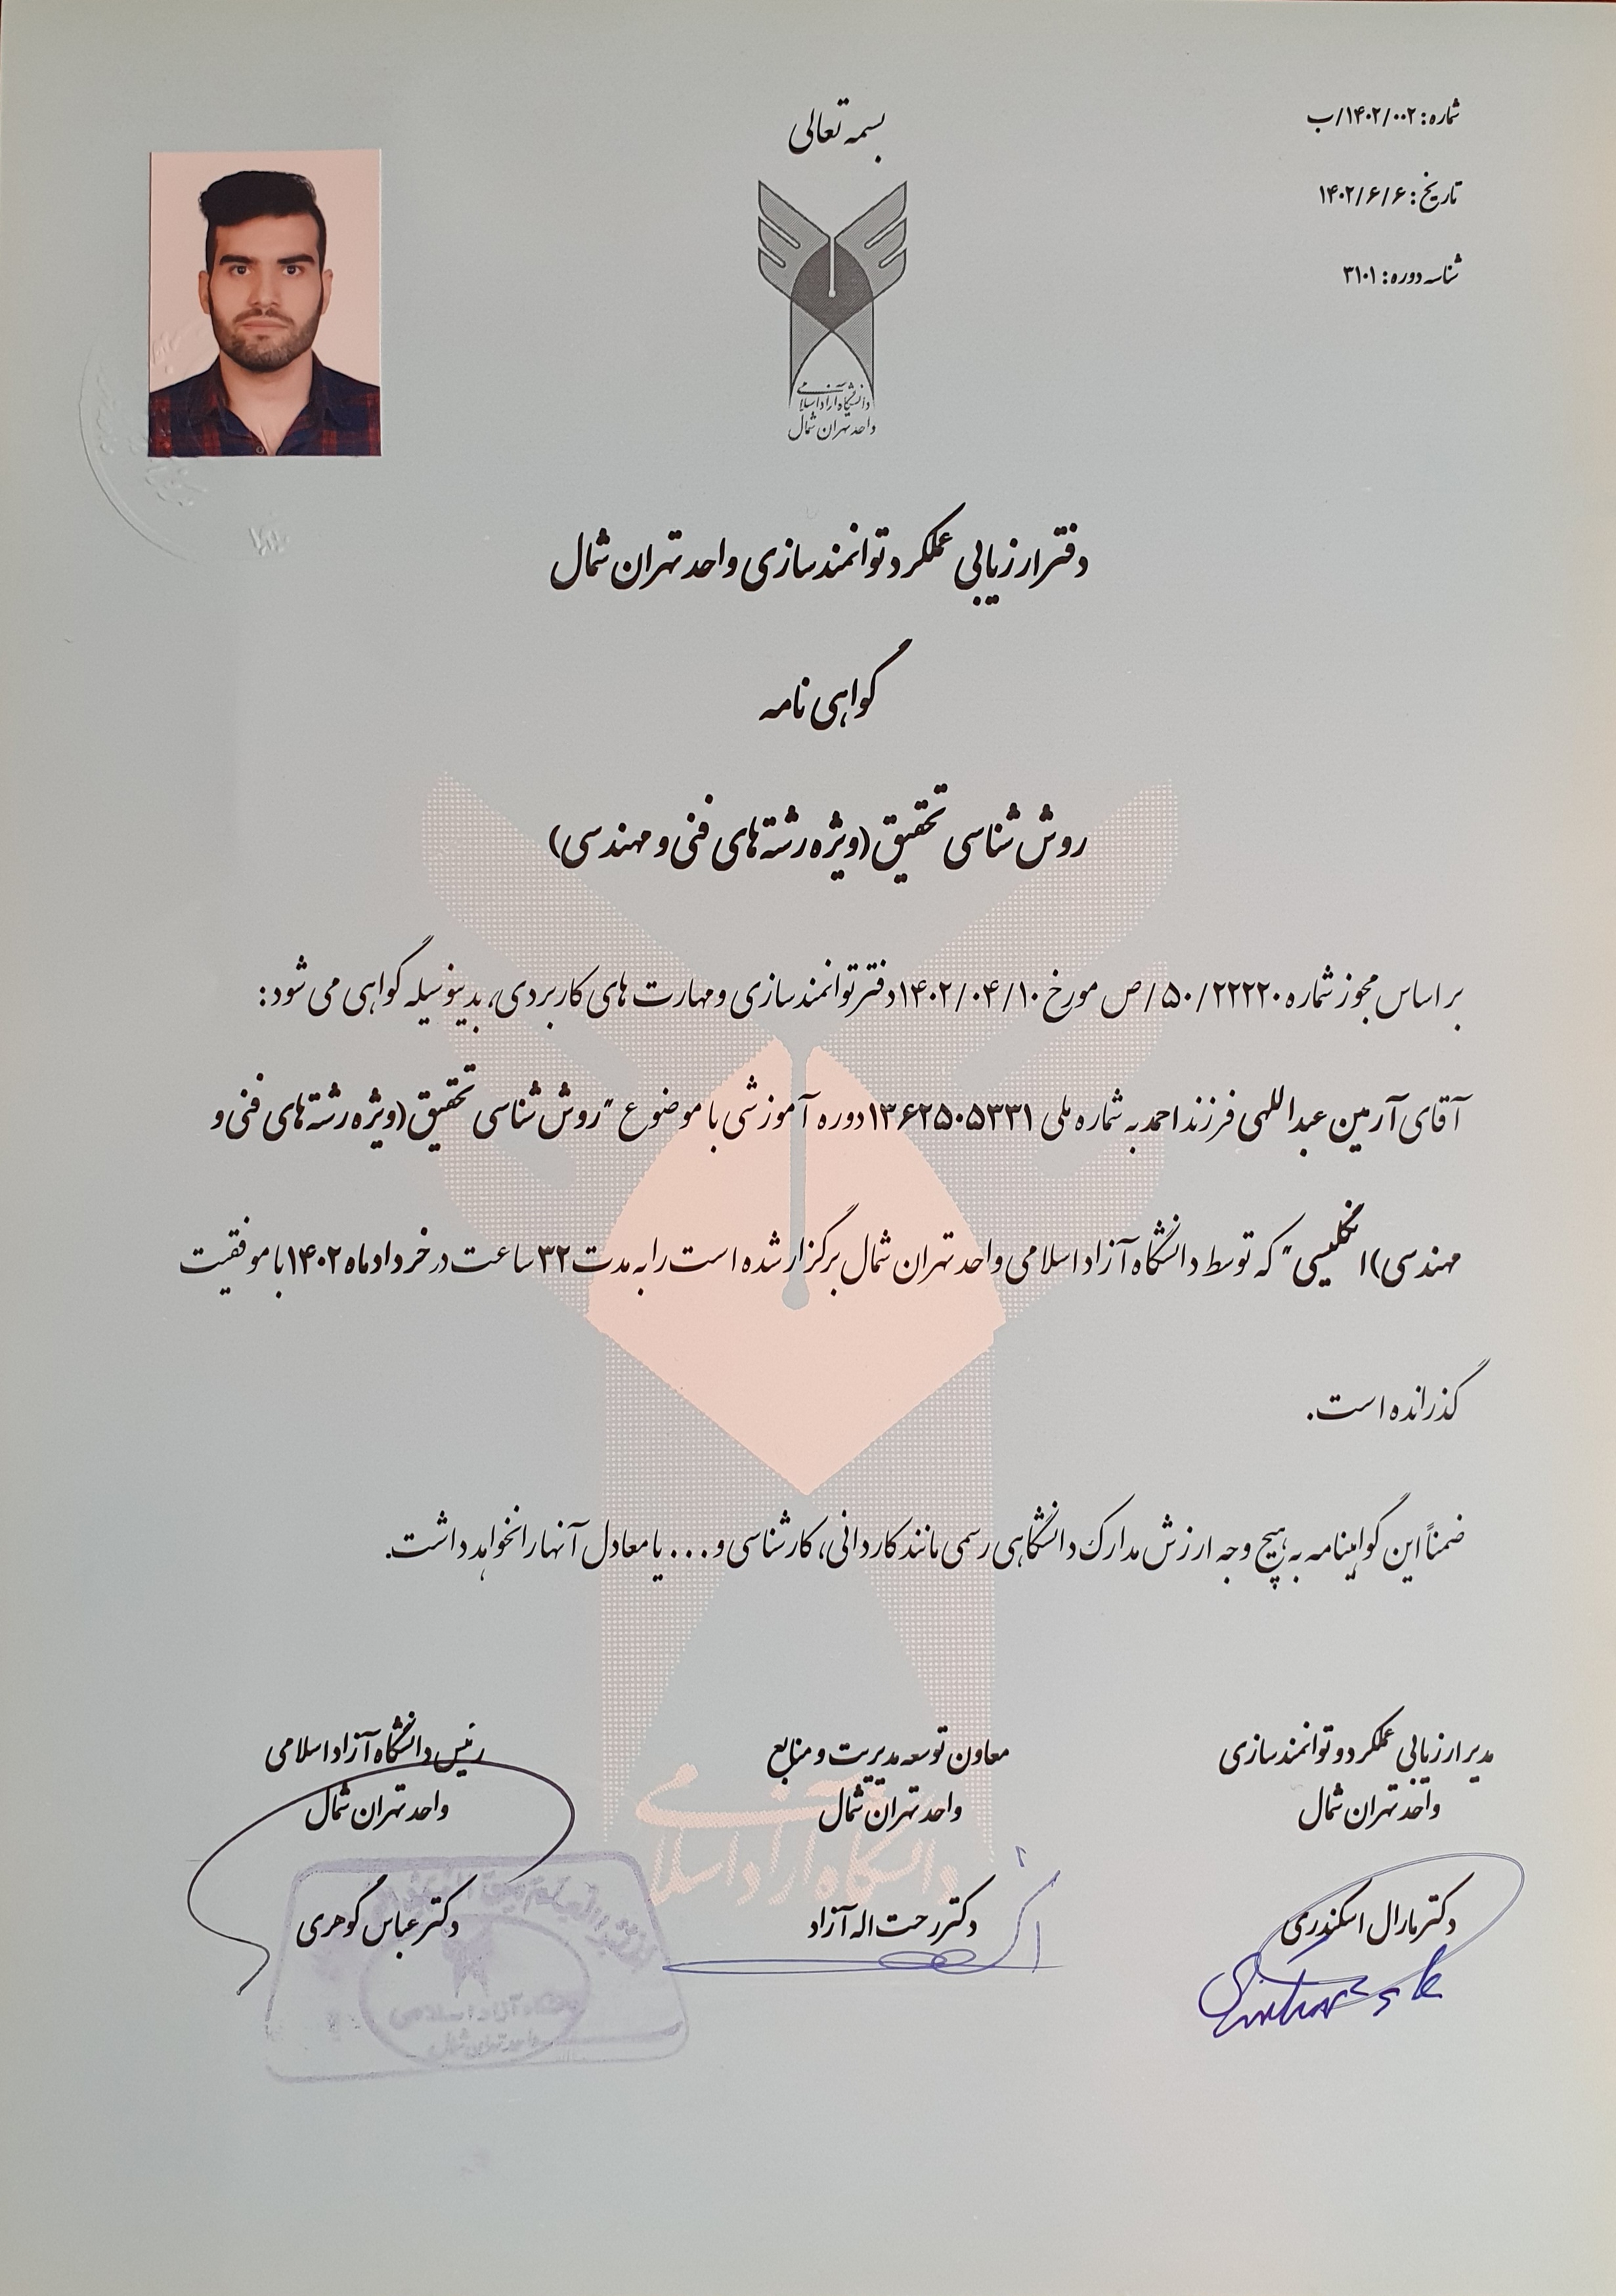 بسمه تعالی
شماره: ۱۴۰۲/۰۰۲/ب
تاریخ: ۱۴۰۲/۶/۶
شناسه دوره: ۳۱۰۱
دانشگاه آزاد اسلامی
واحد تهران شمال
دفتر ارزیابی عملکرد توانمندسازی واحد تهران شمال
گواهی نامه
روش شناسی تحقیق (ویژه رشته های فنی و مهندسی)
بر اساس مجوز شماره ۵۰/۲۲۲۲۰/ص مورخ ۱۴۰۲/۰۴/۱۰ دفتر توانمندسازی و مهارت های کاربردی، بدینوسیله گواهی می شود:
آقای آرمین عبداللهی فرزند احمد به شماره ملی ۱۳۶۲۵۰۵۳۳۱ دوره آموزشی با موضوع "روش شناسی تحقیق (ویژه رشته های فنی و
مهندسی) انگلیسی" که توسط دانشگاه آزاد اسلامی واحد تهران شمال برگزار شده است را به مدت ۳۲ ساعت در خرداد ماه ۱۴۰۲ با موفقیت
گذرانده است.
ضمناً این گواهینامه به هیچ وجه ارزش مدارک دانشگاهی رسمی مانند کاردانی، کارشناسی و... یا معادل آنها را نخواهد داشت.
مدیر ارزیابی عملکرد و توانمندسازی
واحد تهران شمال
دکتر مارال اسکندری
معاون توسعه مدیریت و منابع
واحد تهران شمال
دکتر رحمت اله آزاد
رئیس دانشگاه آزاد اسلامی
واحد تهران شمال
دکتر عباس گوهری
دانشگاه آزاد اسلامی
دانشگاه آزاد اسلامی
واحد تهران شمال